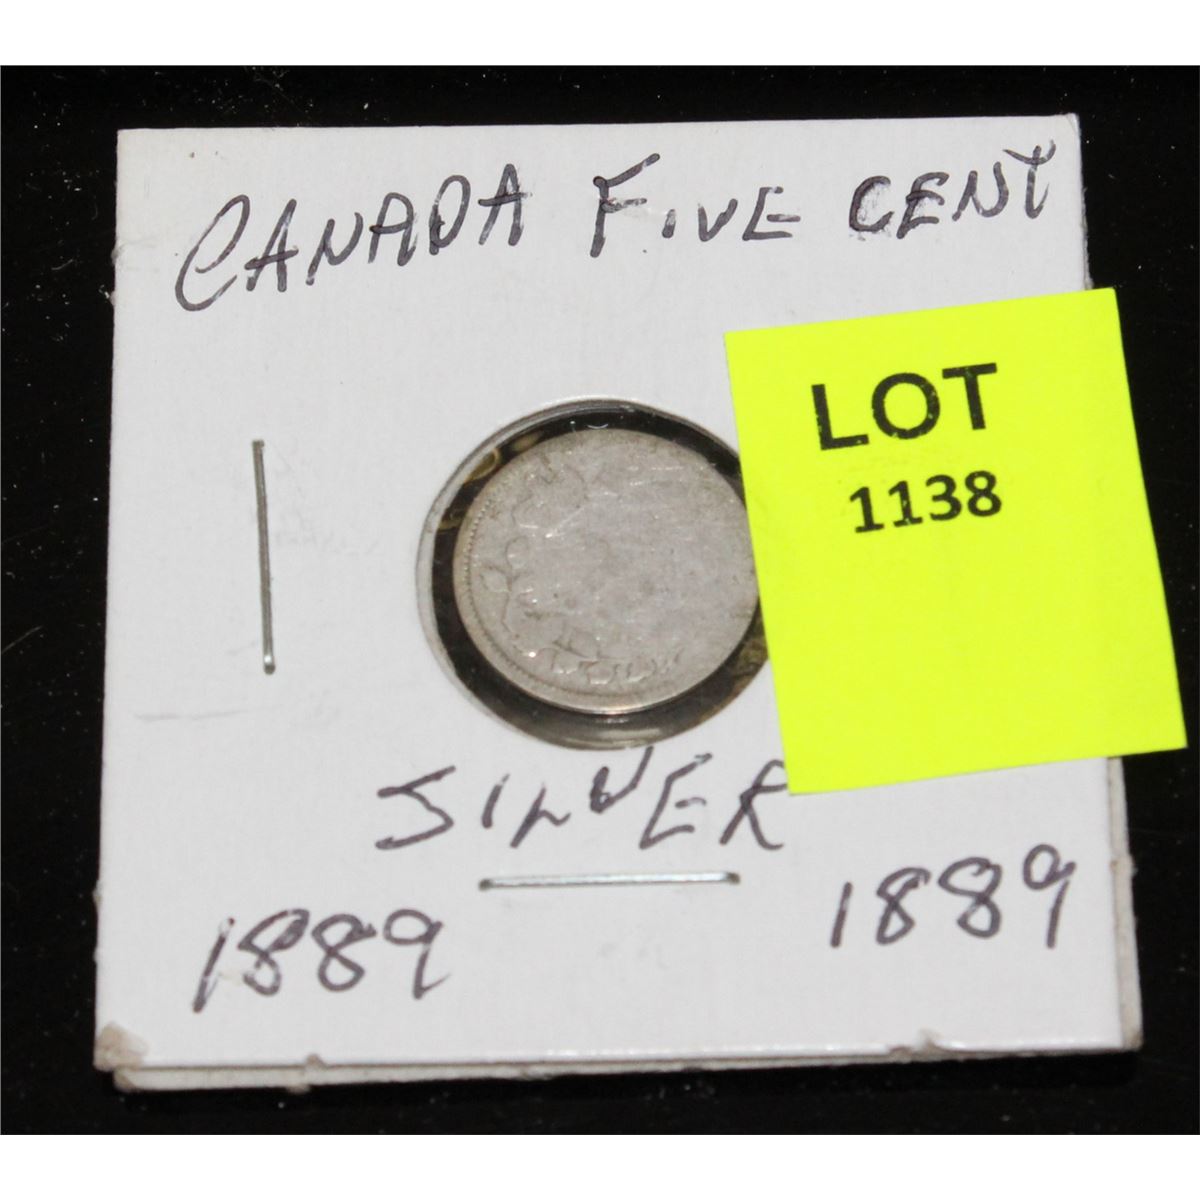 CANADA FIVE CENT
LOT
1138
SILVER
1889 1889